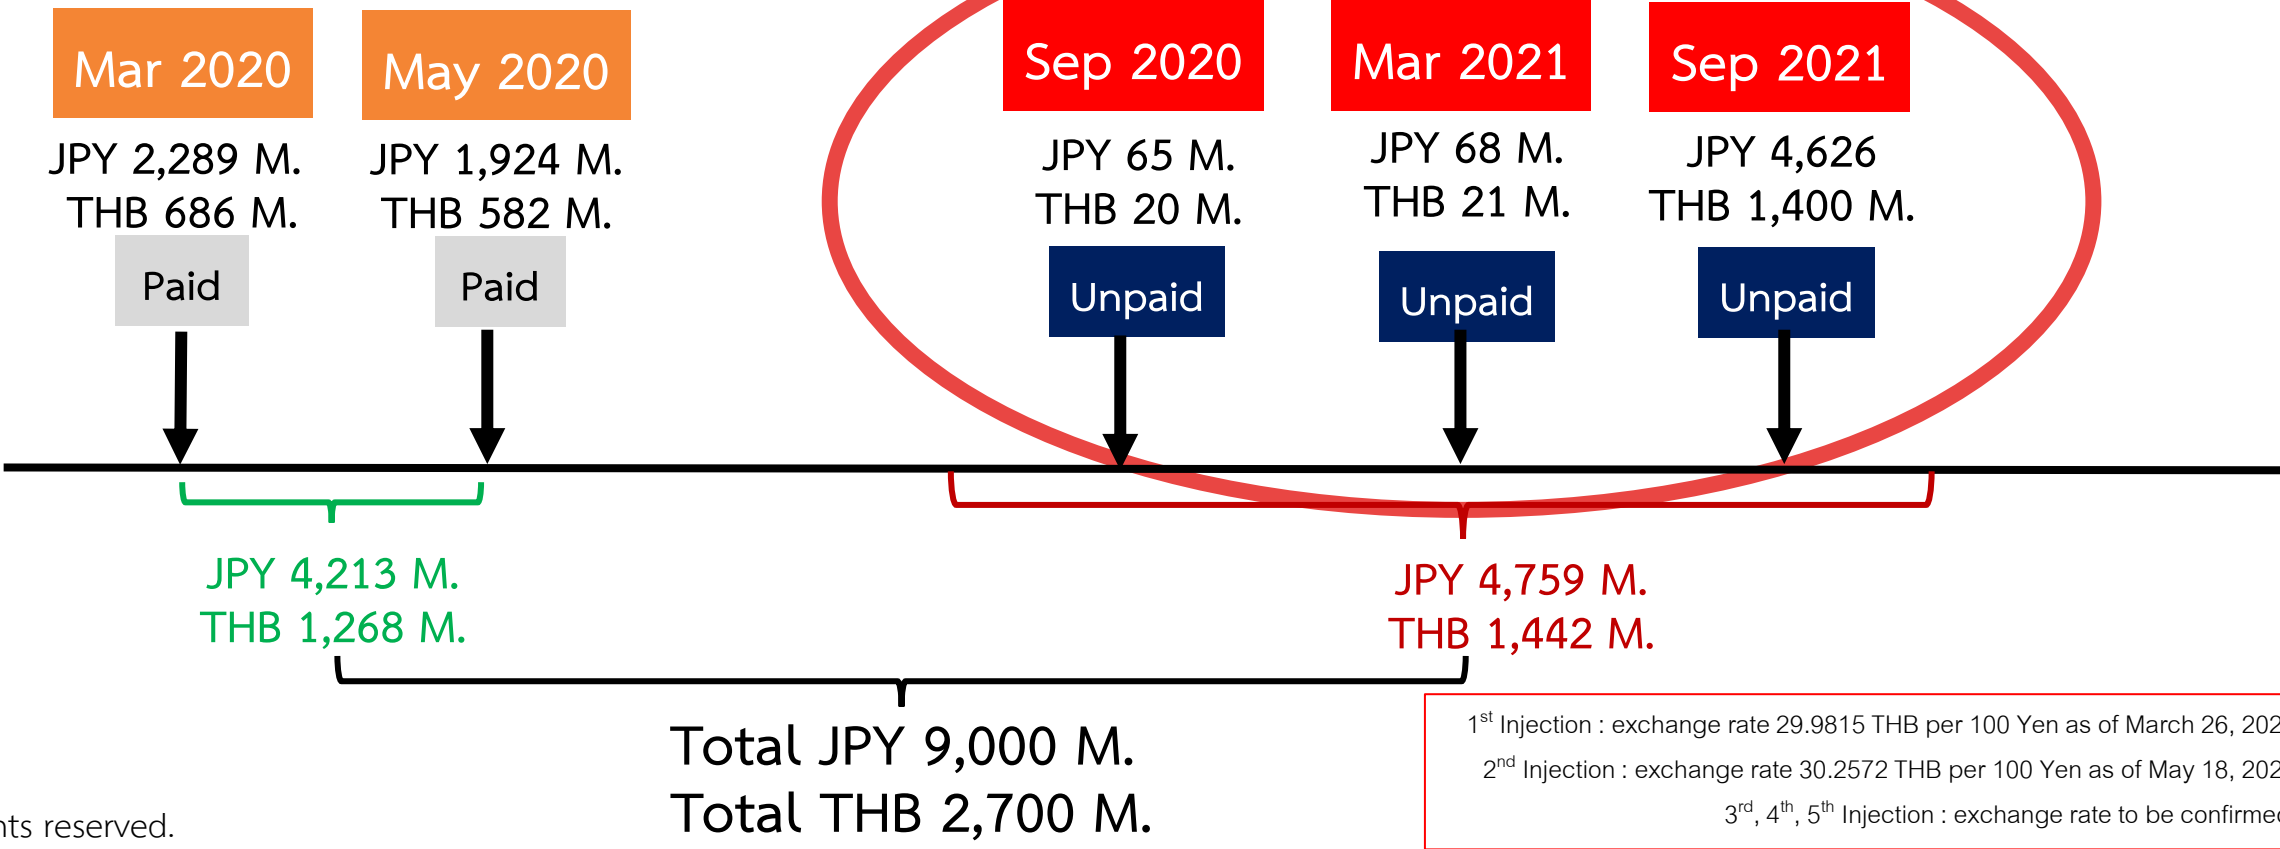 Mar 2020
JPY 2,289 M.
THB 686 M.
Paid
May 2020
JPY 1,924 M.
THB 582 M.
Paid
Sep 2020
JPY 65 M.
THB 20 M.
Unpaid
Mar 2021
JPY 68 M.
THB 21 M.
Unpaid
Sep 2021
JPY 4,626
THB 1,400 M.
Unpaid
JPY 4,213 M.
THB 1,268 M.
JPY 4,759 M.
THB 1,442 M.
Total JPY 9,000 M.
Total THB 2,700 M.
1st Injection : exchange rate 29.9815 THB per 100 Yen as of March 26, 202
2nd Injection : exchange rate 30.2572 THB per 100 Yen as of May 18, 202
3rd, 4th, 5th Injection : exchange rate to be confirmed
reserved.